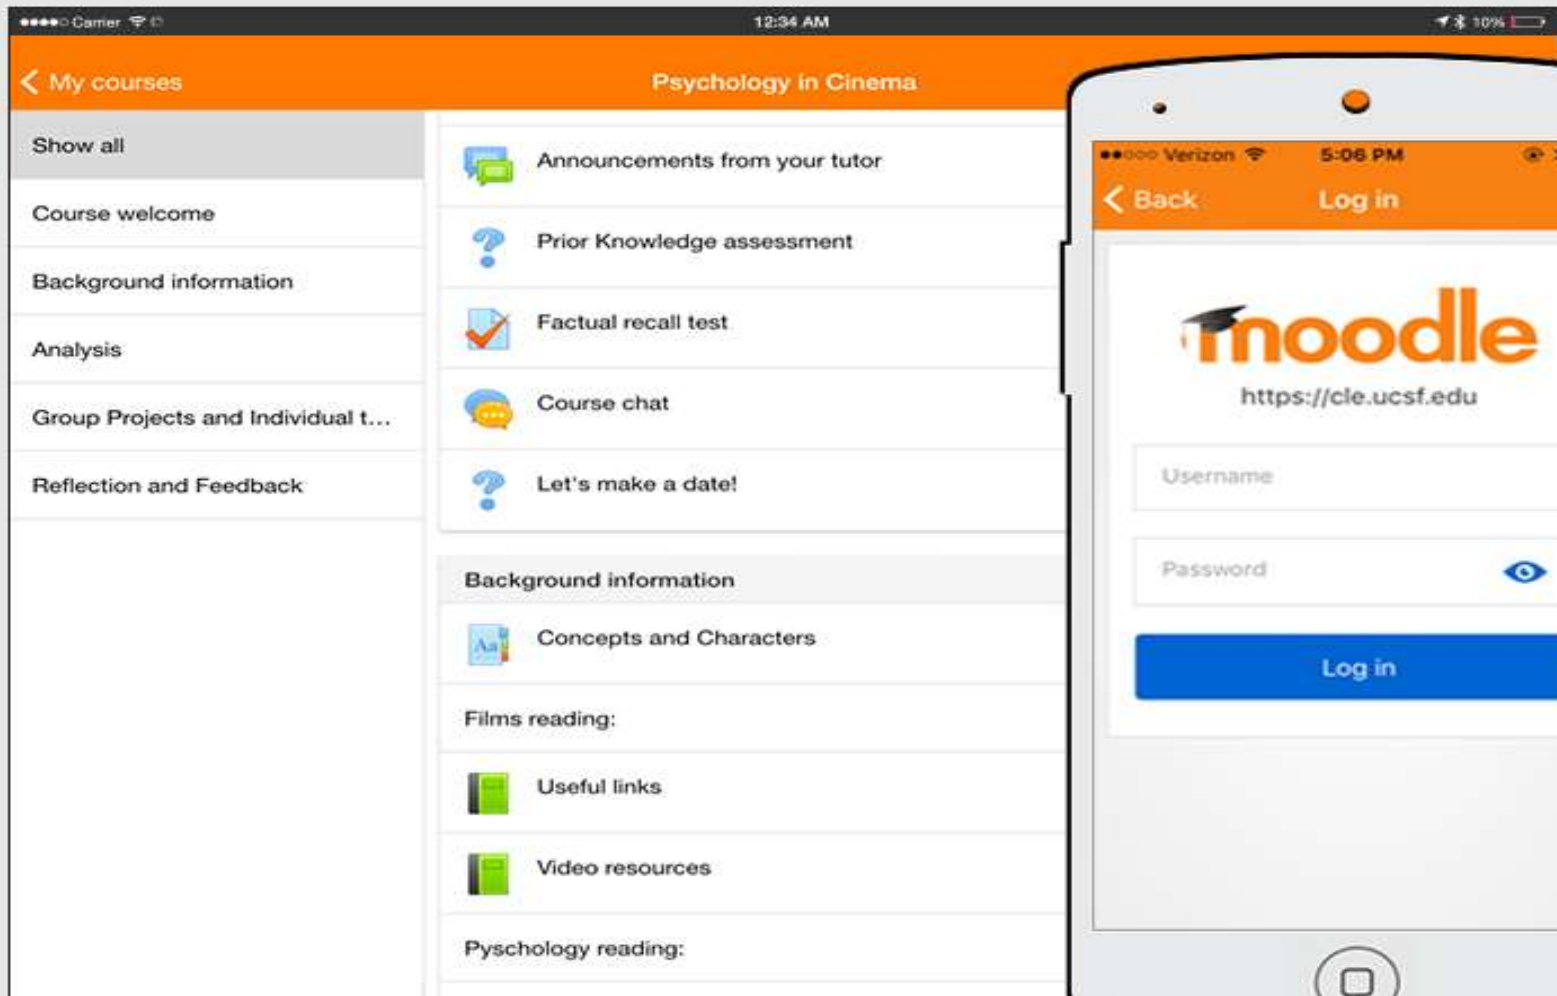 Carrier
12:34 AM
10%
My courses
Psychology in Cinema
Show all
Course welcome
Background information
Analysis
Group Projects and Individual t...
Reflection and Feedback
Announcements from your tutor
Prior Knowledge assessment
Factual recall test
Course chat
Let's make a date!
Background information
Aa
Concepts and Characters
Films reading:
Useful links
Video resources
Pyschology reading:
Verizon
5:06 PM
Back
Log in
moodle
https://cle.ucsf.edu
Username
Password
Log in